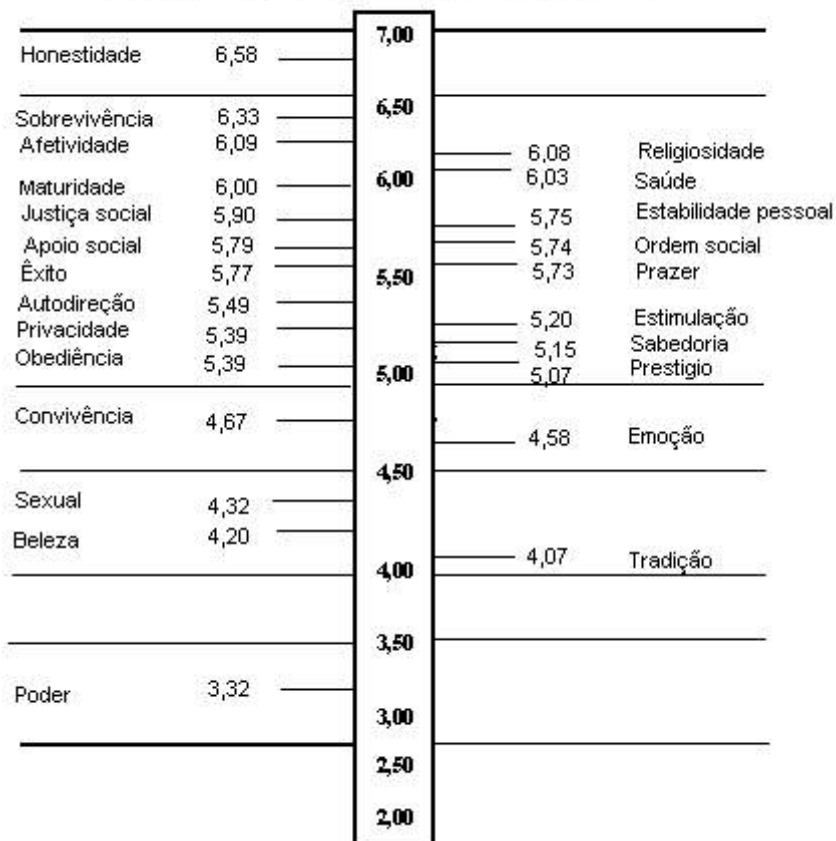 7,00
Honestidade 6,58
6,50
Sobrevivência 6,33
Afetividade 6,09
6,08 Religiosidade
6,00
6,03 Saúde
Maturidade 6,00
Justiça social 5,90
5,75 Estabilidade pessoal
Apoio social 5,79
5,74 Ordem social
Êxito 5,77
5,50
5,73 Prazer
Autodireção 5,49
5,20 Estimulação
Privacidade 5,39
5,15 Sabedoria
Obediência 5,39
5,00
5,07 Prestigio
Convivência 4,67
4,58 Emoção
4,50
Sexual 4,32
Beleza 4,20
4,07 Tradição
4,00
3,50
Poder 3,32
3,00
2,50
2,00